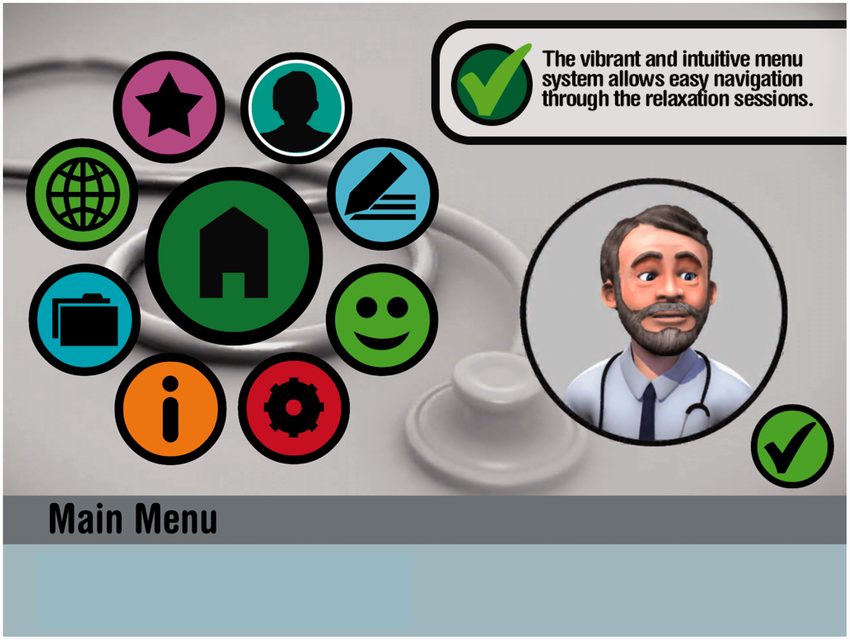 The vibrant and intuitive menu
system allows easy navigation
through the relaxation sessions.
Main Menu